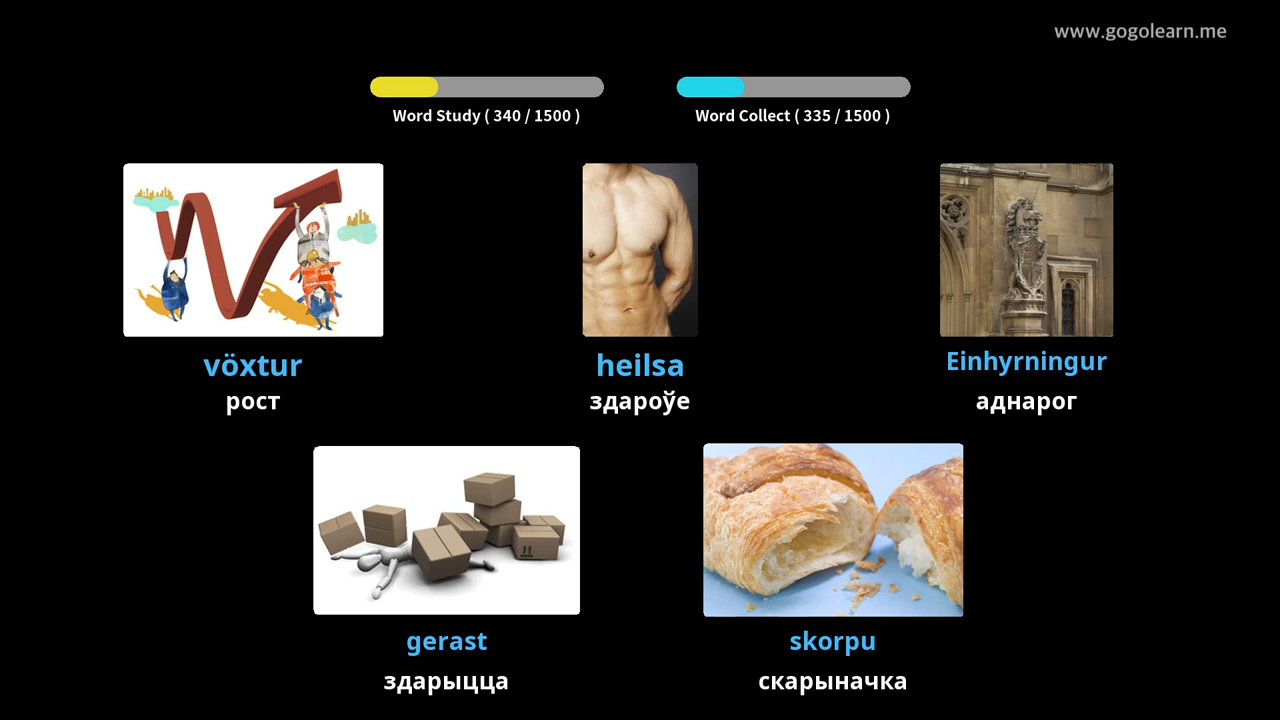 www.gogolearn.me
Word Study ( 340 / 1500 )
Word Collect ( 335 / 1500 )
vöxtur
рост
heilsa
здароўе
Einhyrningur
аднарог
gerast
здарыцца
skorpu
скарыначка